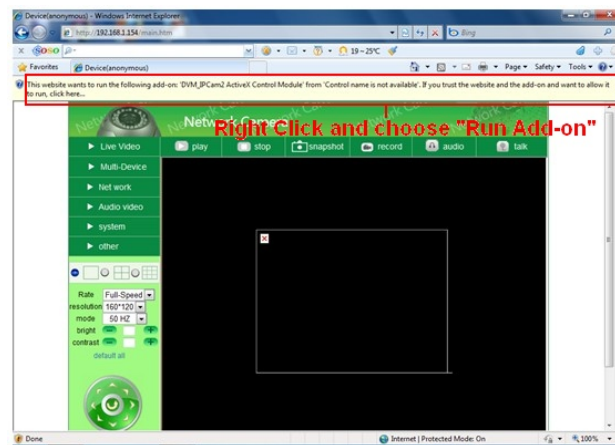 Device(anonymous) - Windows Internet Explorer
http://192.168.1.154/main.htm
Bing
SOSO
19～25℃
Favorites
Device(anonymous)
Page
Safety
Tools
This website wants to run the following add-on: 'DVM_IPCam2 ActiveX Control Module' from 'Control name is not available'. If you trust the website and the add-on and want to allow it
to run, click here...
Network Camera
Right Click and choose "Run Add-on"
Live Video
play
stop
snapshot
record
audio
talk
Multi-Device
Net work
Audio video
system
other
Rate Full-Speed
resolution 160*120
mode 50 HZ
bright
contrast
default all
Done
Internet | Protected Mode: On
100%